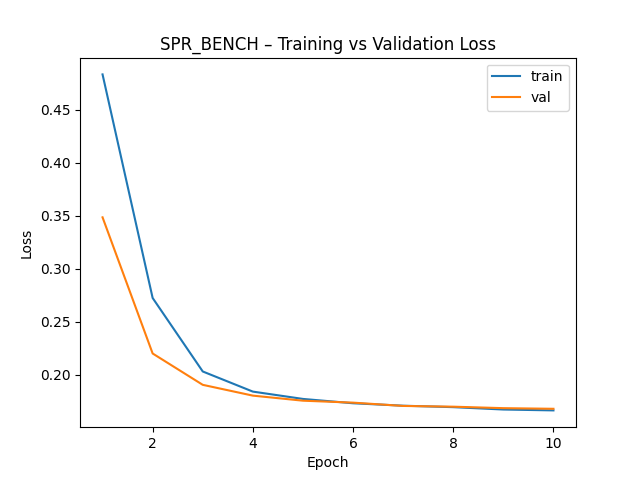 SPR_BENCH – Training vs Validation Loss
train
val
0.45
0.40
0.35
0.30
0.25
0.20
Loss
2
4
6
8
10
Epoch